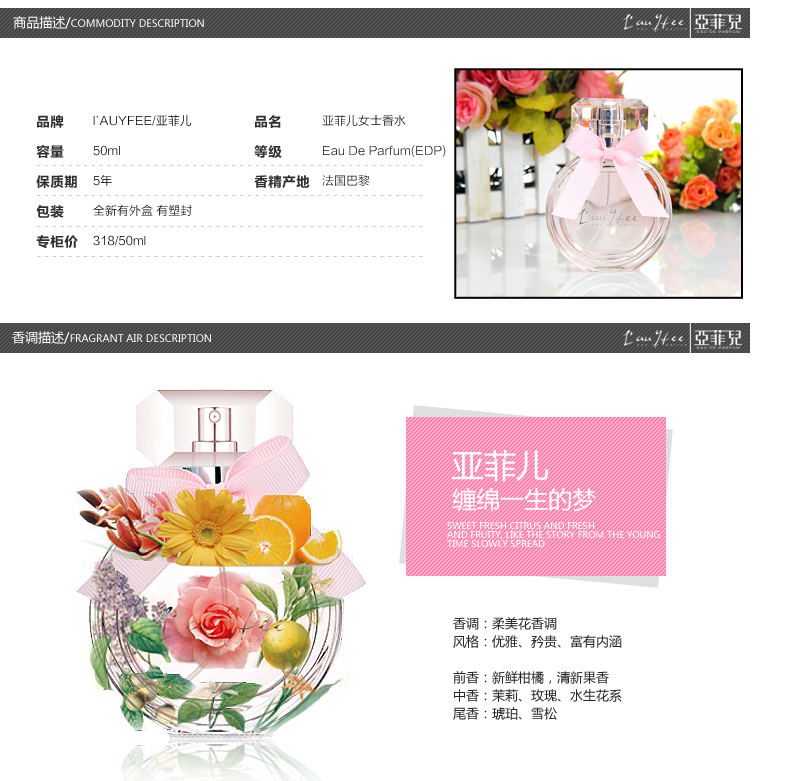 商品描述/COMMODITY DESCRIPTION
l'auyfee 亞菲兒
EAU DE PARFUM
品牌 l`AUYFEE/亚菲儿 品名 亚菲儿女士香水
容量 50ml 等级 Eau De Parfum(EDP)
保质期 5年 香精产地 法国巴黎
包装 全新有外盒 有塑封
专柜价 318/50ml
l'auyfee
香调描述/FRAGRANT AIR DESCRIPTION
l'auyfee 亞菲兒
EAU DE PARFUM
亚菲儿
缠绵一生的梦
SWEET FRESH CITRUS AND FRESH
AND FRUITY, LIKE THE STORY FROM THE YOUNG
TIME SLOWLY SPREAD
香调：柔美花香调
风格：优雅、矜贵、富有内涵
前香：新鲜柑橘，清新果香
中香：茉莉、玫瑰、水生花系
尾香：琥珀、雪松